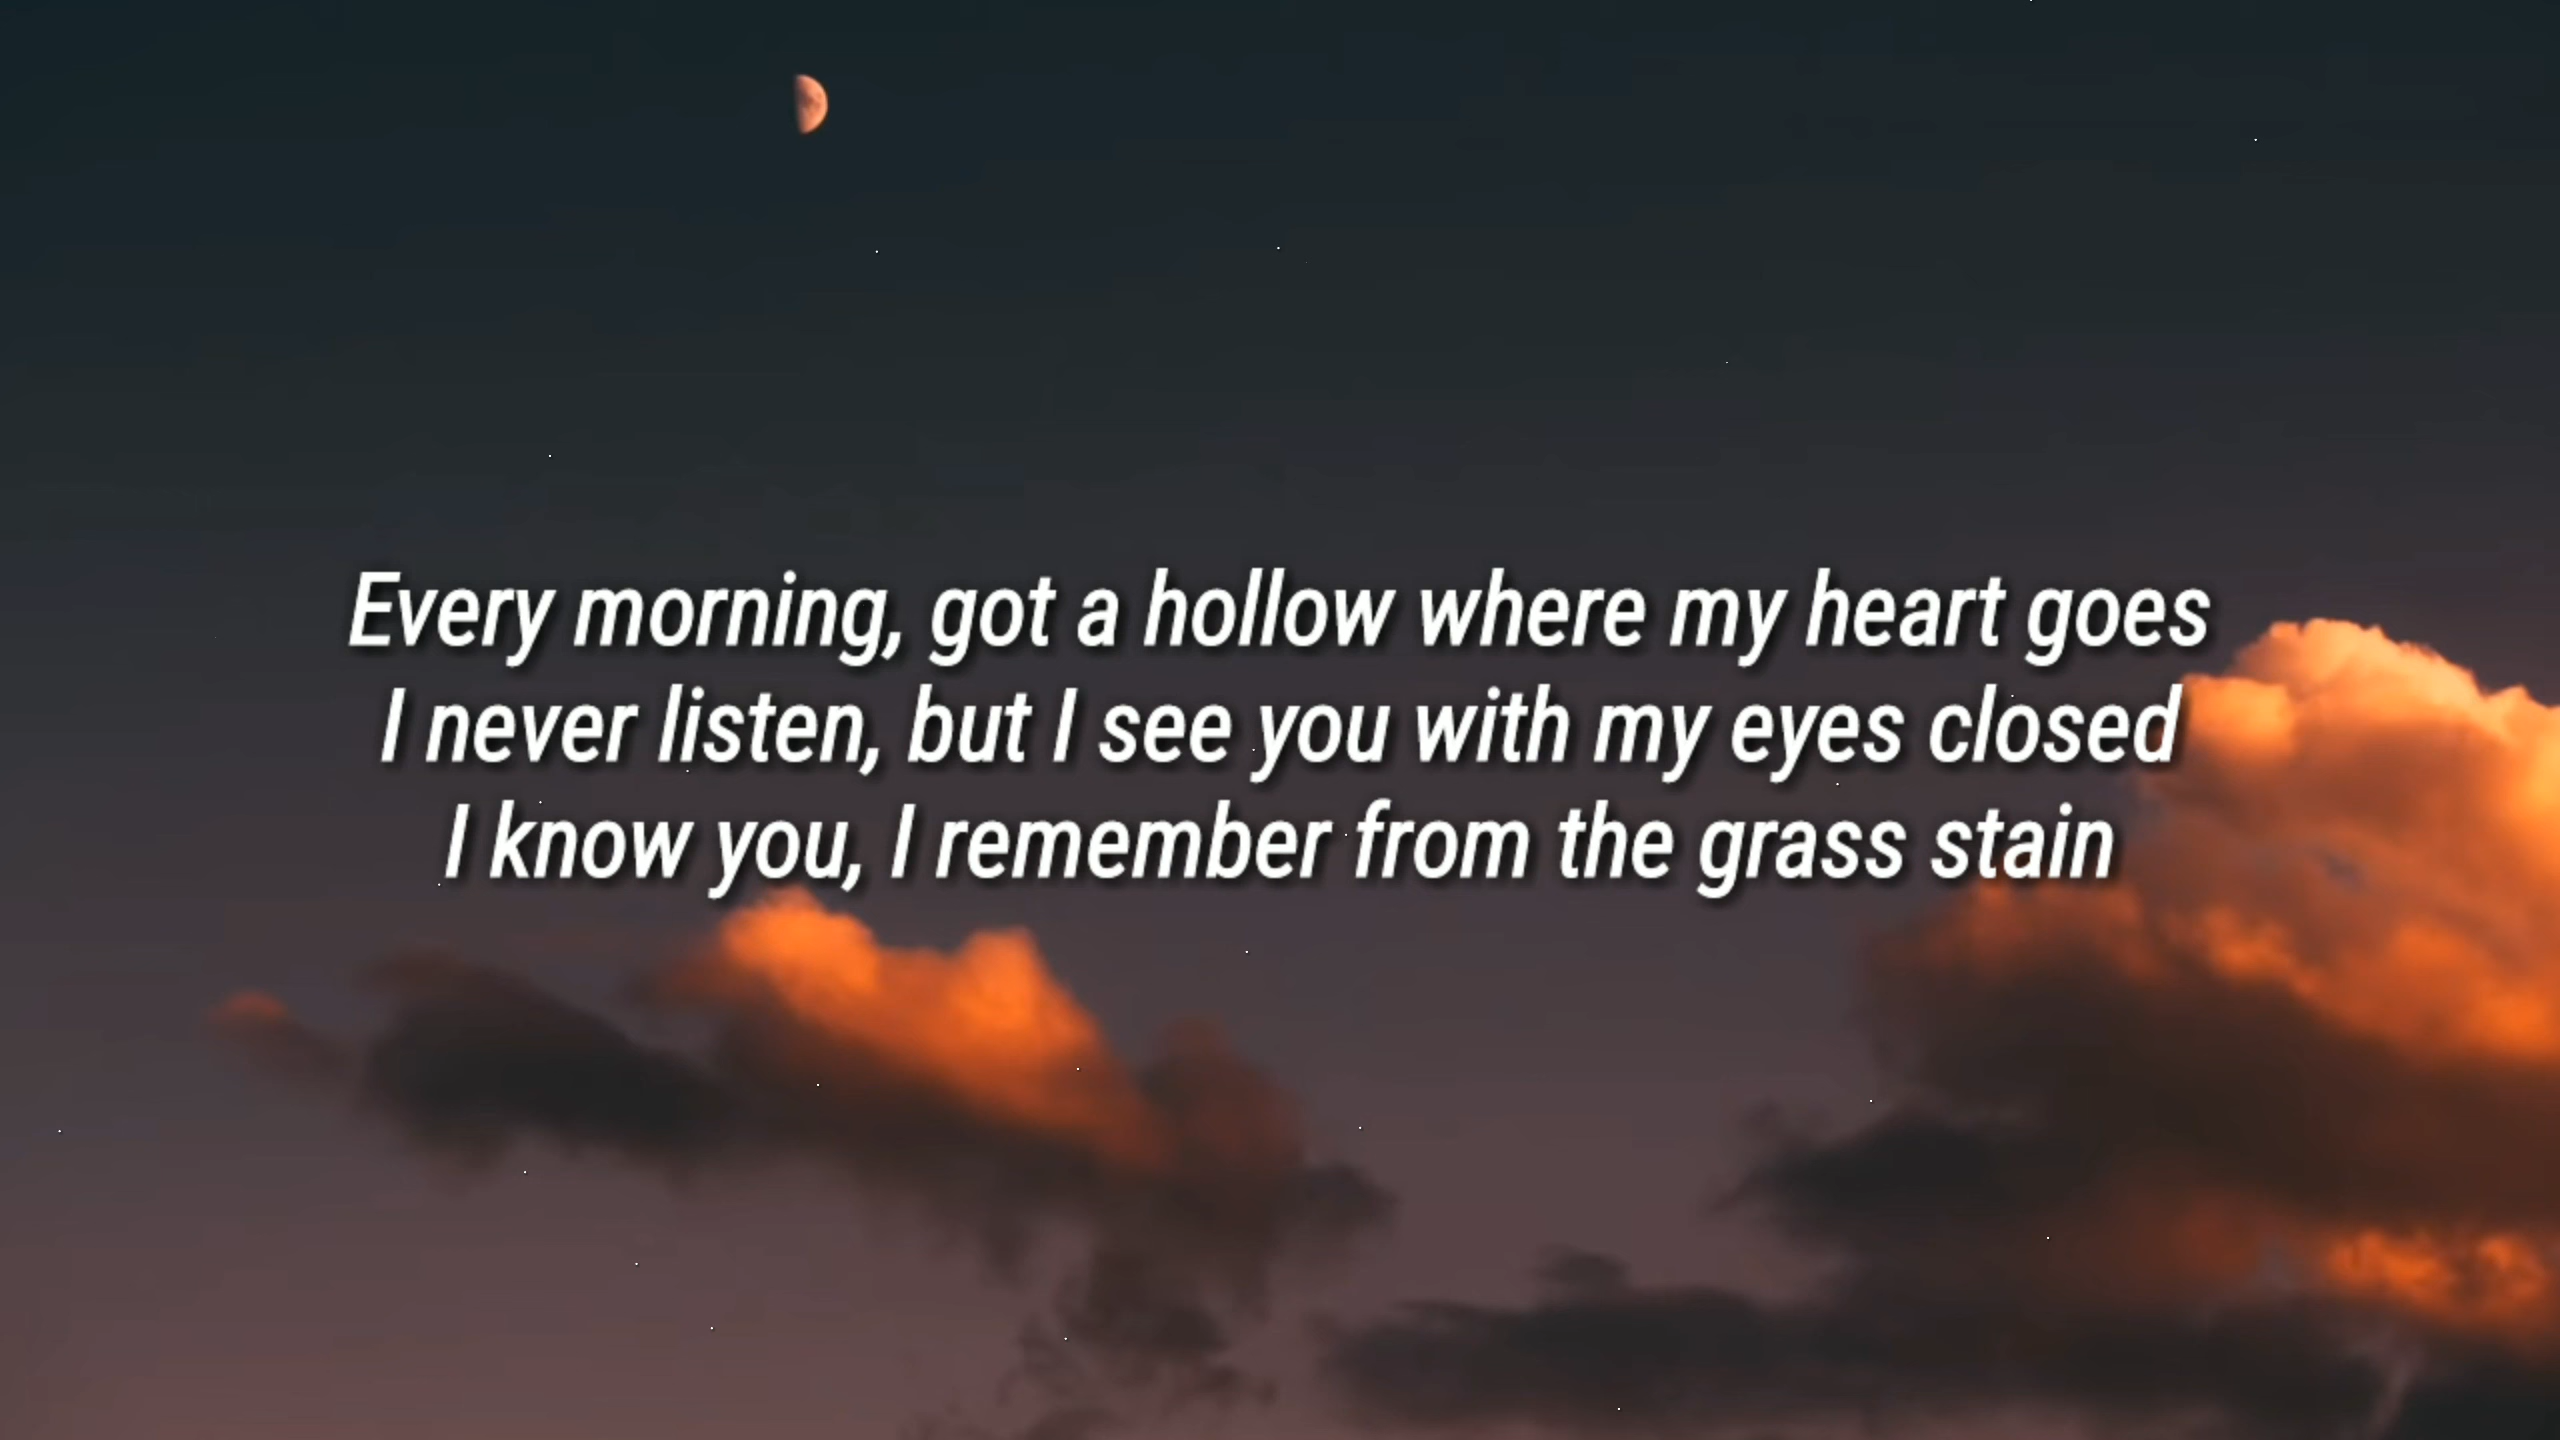 Every morning, got a hollow where my heart goes
I never listen, but I see you with my eyes closed
I know you, I remember from the grass stain